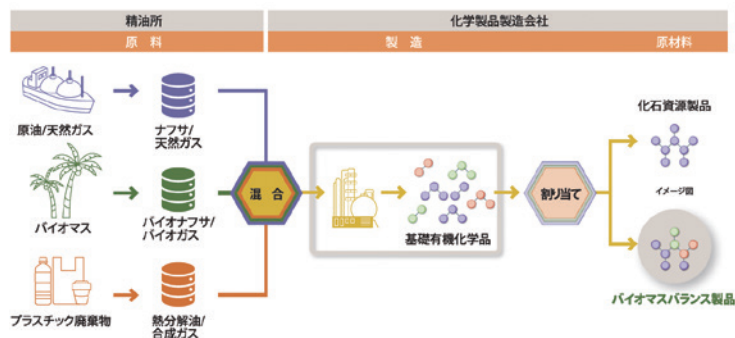 精油所
化学製品製造会社
原料
製造
原材料
原油/天然ガス
ナフサ/
天然ガス
バイオマス
バイオナフサ/
バイオガス
プラスチック廃棄物
熱分解油/
合成ガス
混合
基礎有機化学品
割り当て
化石資源製品
イメージ図
バイオマスバランス製品